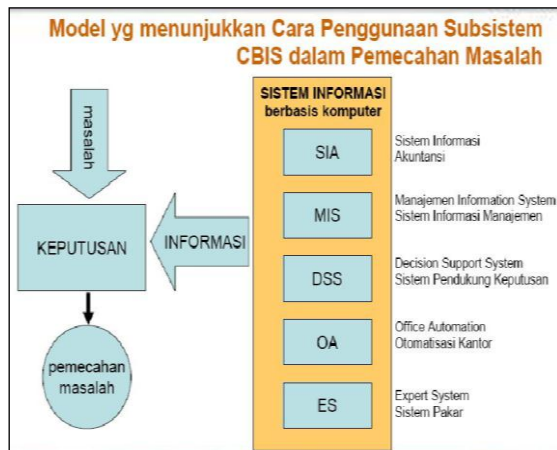 Model yg menunjukkan Cara Penggunaan Subsistem
CBIS dalam Pemecahan Masalah
masalah
KEPUTUSAN
pemecahan
masalah
INFORMASI
SISTEM INFORMASI
berbasis komputer
SIA
Sistem Informasi
Akuntansi
MIS
Manajemen Information System
Sistem Informasi Manajemen
DSS
Decision Support System
Sistem Pendukung Keputusan
OA
Office Automation
Otomatisasi Kantor
ES
Expert System
Sistem Pakar